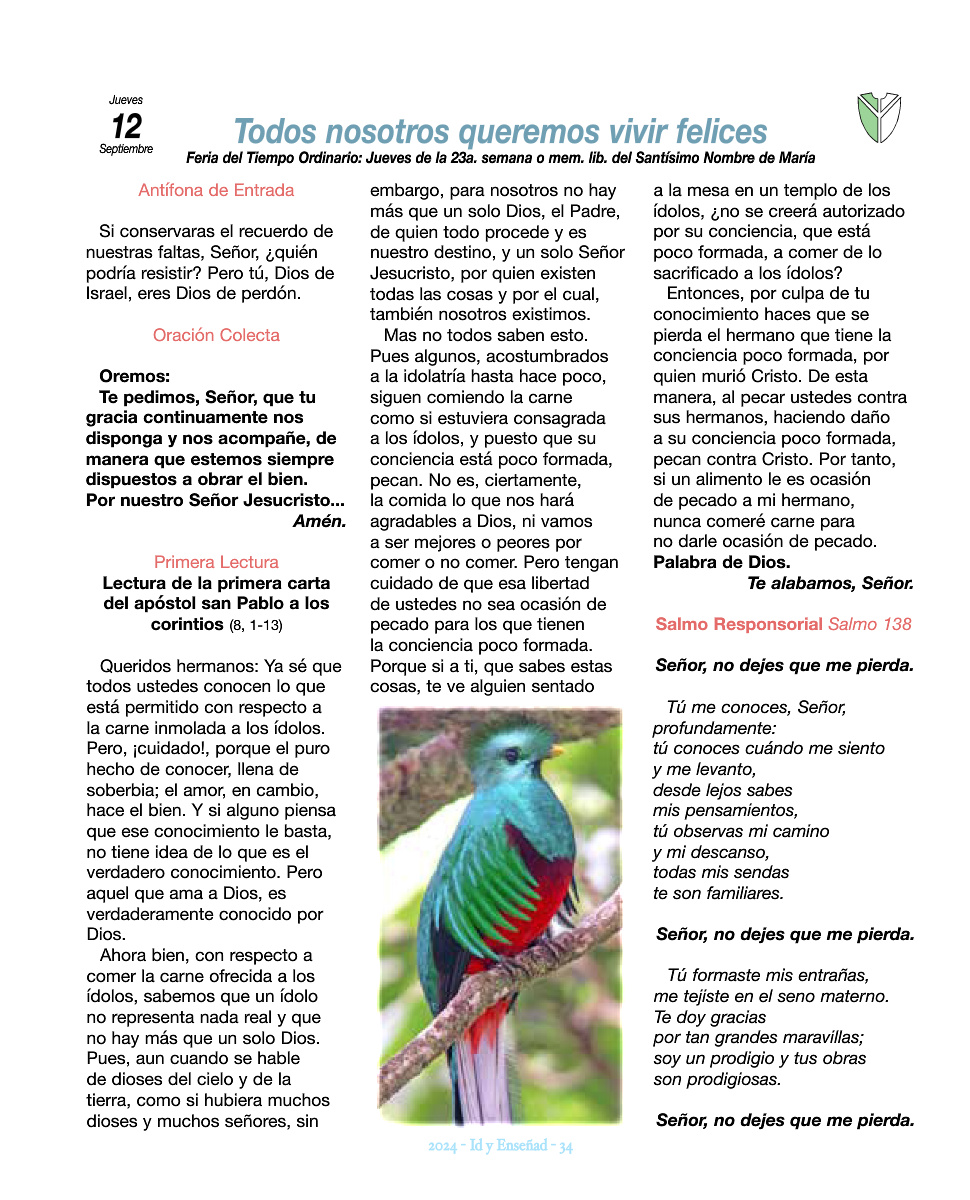 Jueves
12
Septiembre
Todos nosotros queremos vivir felices
Feria del Tiempo Ordinario: Jueves de la 23a. semana o mem. lib. del Santísimo Nombre de María
Antífona de Entrada
Si conservaras el recuerdo de
nuestras faltas, Señor, ¿quién
podría resistir? Pero tú, Dios de
Israel, eres Dios de perdón.
Oración Colecta
Oremos:
Te pedimos, Señor, que tu
gracia continuamente nos
disponga y nos acompañe, de
manera que estemos siempre
dispuestos a obrar el bien.
Por nuestro Señor Jesucristo...
Amén.
Primera Lectura
Lectura de la primera carta
del apóstol san Pablo a los
corintios (8, 1-13)
Queridos hermanos: Ya sé que
todos ustedes conocen lo que
está permitido con respecto a
la carne inmolada a los ídolos.
Pero, ¡cuidado!, porque el puro
hecho de conocer, llena de
soberbia; el amor, en cambio,
hace el bien. Y si alguno piensa
que ese conocimiento le basta,
no tiene idea de lo que es el
verdadero conocimiento. Pero
aquel que ama a Dios, es
verdaderamente conocido por
Dios.
Ahora bien, con respecto a
comer la carne ofrecida a los
ídolos, sabemos que un ídolo
no representa nada real y que
no hay más que un solo Dios.
Pues, aun cuando se hable
de dioses del cielo y de la
tierra, como si hubiera muchos
dioses y muchos señores, sin
embargo, para nosotros no hay
más que un solo Dios, el Padre,
de quien todo procede y es
nuestro destino, y un solo Señor
Jesucristo, por quien existen
todas las cosas y por el cual,
también nosotros existimos.
Mas no todos saben esto.
Pues algunos, acostumbrados
a la idolatría hasta hace poco,
siguen comiendo la carne
como si estuviera consagrada
a los ídolos, y puesto que su
conciencia está poco formada,
pecan. No es, ciertamente,
la comida lo que nos hará
agradables a Dios, ni vamos
a ser mejores o peores por
comer o no comer. Pero tengan
cuidado de que esa libertad
de ustedes no sea ocasión de
pecado para los que tienen
la conciencia poco formada.
Porque si a ti, que sabes estas
cosas, te ve alguien sentado
a la mesa en un templo de los
ídolos, ¿no se creerá autorizado
por su conciencia, que está
poco formada, a comer de lo
sacrificado a los ídolos?
Entonces, por culpa de tu
conocimiento haces que se
pierda el hermano que tiene la
conciencia poco formada, por
quien murió Cristo. De esta
manera, al pecar ustedes contra
sus hermanos, haciendo daño
a su conciencia poco formada,
pecan contra Cristo. Por tanto,
si un alimento le es ocasión
de pecado a mi hermano,
nunca comeré carne para
no darle ocasión de pecado.
Palabra de Dios.
Te alabamos, Señor.
Salmo Responsorial Salmo 138
Señor, no dejes que me pierda.
Tú me conoces, Señor,
profundamente:
tú conoces cuándo me siento
y me levanto,
desde lejos sabes
mis pensamientos,
tú observas mi camino
y mi descanso,
todas mis sendas
te son familiares.
Señor, no dejes que me pierda.
Tú formaste mis entrañas,
me tejiste en el seno materno.
Te doy gracias
por tan grandes maravillas;
soy un prodigio y tus obras
son prodigiosas.
Señor, no dejes que me pierda.
2024 - Id y Enseñad - 34